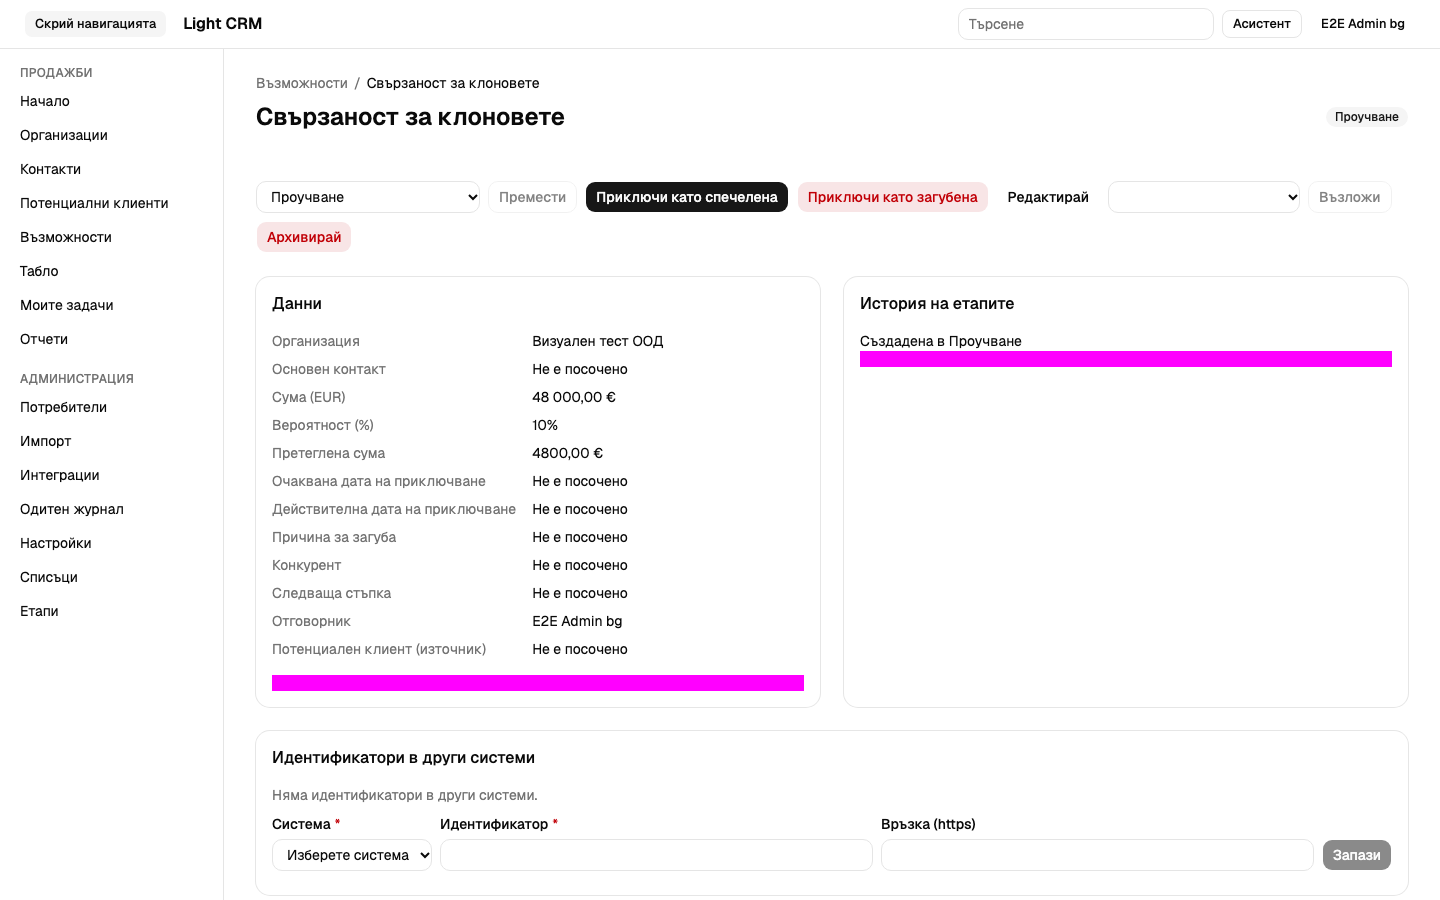 Скрий навигацията
Light CRM
Търсене
Асистент
E2E Admin bg
ПРОДАЖБИ
Начало
Организации
Контакти
Потенциални клиенти
Възможности
Табло
Моите задачи
Отчети
АДМИНИСТРАЦИЯ
Потребители
Импорт
Интеграции
Одитен журнал
Настройки
Списъци
Етапи
Възможности / Свързаност за клоновете
Свързаност за клоновете
Проучване
Проучване
Премести
Приключи като спечелена
Приключи като загубена
Редактирай
Възложи
Архивирай
Данни
Организация Визуален тест ООД
Основен контакт Не е посочено
Сума (EUR) 48 000,00 €
Вероятност (%) 10%
Претеглена сума 4800,00 €
Очаквана дата на приключване Не е посочено
Действителна дата на приключване Не е посочено
Причина за загуба Не е посочено
Конкурент Не е посочено
Следваща стъпка Не е посочено
Отговорник E2E Admin bg
Потенциален клиент (източник) Не е посочено
История на етапите
Създадена в Проучване
Идентификатори в други системи
Няма идентификатори в други системи.
Система * Идентификатор * Връзка (https)
Изберете система
Запази